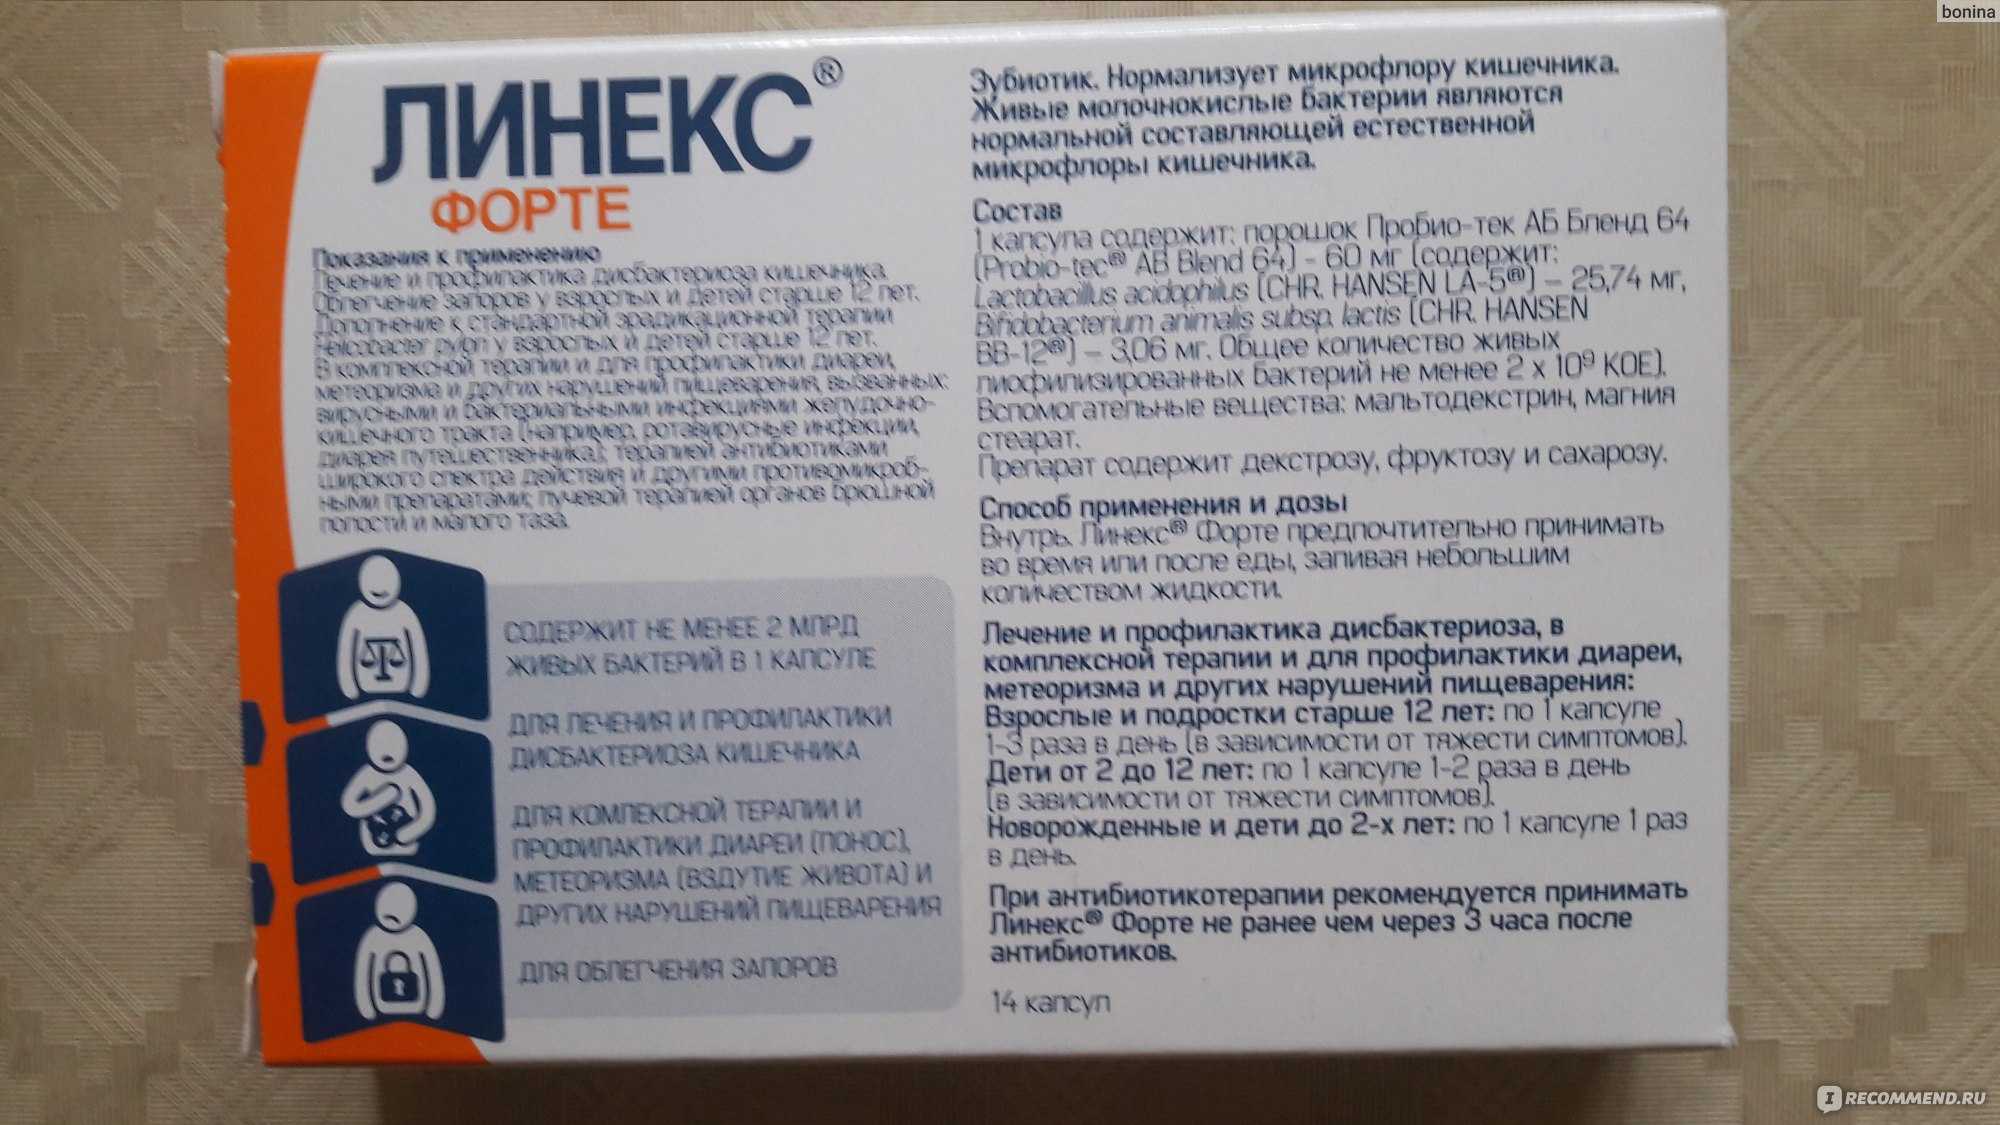 bonina
ЛИНЕКС®
ФОРТЕ
Показания к применению
Лечение и профилактика дисбактериоза кишечника.
Облегчение запоров у взрослых и детей старше 12 лет.
Дополнение к стандартной эрадикационной терапии
Helicobacter pylori у взрослых и детей старше 12 лет.
В комплексной терапии и для профилактики диареи,
метеоризма и других нарушений пищеварения, вызванных:
вирусными и бактериальными инфекциями желудочно-
кишечного тракта (например, ротавирусные инфекции,
диарея путешественника); терапией антибиотиками
широкого спектра действия и другими противомикроб-
ными препаратами; лучевой терапией органов брюшной
полости и малого таза.
СОДЕРЖИТ НЕ МЕНЕЕ 2 МЛРД
ЖИВЫХ БАКТЕРИЙ В 1 КАПСУЛЕ
ДЛЯ ЛЕЧЕНИЯ И ПРОФИЛАКТИКИ
ДИСБАКТЕРИОЗА КИШЕЧНИКА
ДЛЯ КОМПЛЕКСНОЙ ТЕРАПИИ И
ПРОФИЛАКТИКИ ДИАРЕИ (ПОНОС),
МЕТЕОРИЗМА (ВЗДУТИЕ ЖИВОТА) И
ДРУГИХ НАРУШЕНИЙ ПИЩЕВАРЕНИЯ
ДЛЯ ОБЛЕГЧЕНИЯ ЗАПОРОВ
Зубиотик. Нормализует микрофлору кишечника.
Живые молочнокислые бактерии являются
нормальной составляющей естественной
микрофлоры кишечника.
Состав
1 капсула содержит: порошок Пробио-тек АБ Бленд 64
(Probio-tec® AB Blend 64) - 60 мг (содержит:
Lactobacillus acidophilus (CHR. HANSEN LA-5®) – 25,74 мг,
Bifidobacterium animalis subsp. lactis (CHR. HANSEN
BB-12®) – 3,06 мг. Общее количество живых
лиофилизированных бактерий не менее 2 x 10⁹ КОЕ).
Вспомогательные вещества: мальтодекстрин, магния
стеарат.
Препарат содержит декстрозу, фруктозу и сахарозу.
Способ применения и дозы
Внутрь. Линекс® Форте предпочтительно принимать
во время или после еды, запивая небольшим
количеством жидкости.
Лечение и профилактика дисбактериоза, в
комплексной терапии и для профилактики диареи,
метеоризма и других нарушений пищеварения:
Взрослые и подростки старше 12 лет: по 1 капсуле
1-3 раза в день (в зависимости от тяжести симптомов).
Дети от 2 до 12 лет: по 1 капсуле 1-2 раза в день
(в зависимости от тяжести симптомов).
Новорожденные и дети до 2-х лет: по 1 капсуле 1 раз
в день.
При антибиотикотерапии рекомендуется принимать
Линекс® Форте не ранее чем через 3 часа после
антибиотиков.
14 капсул
I RECOMMEND.RU